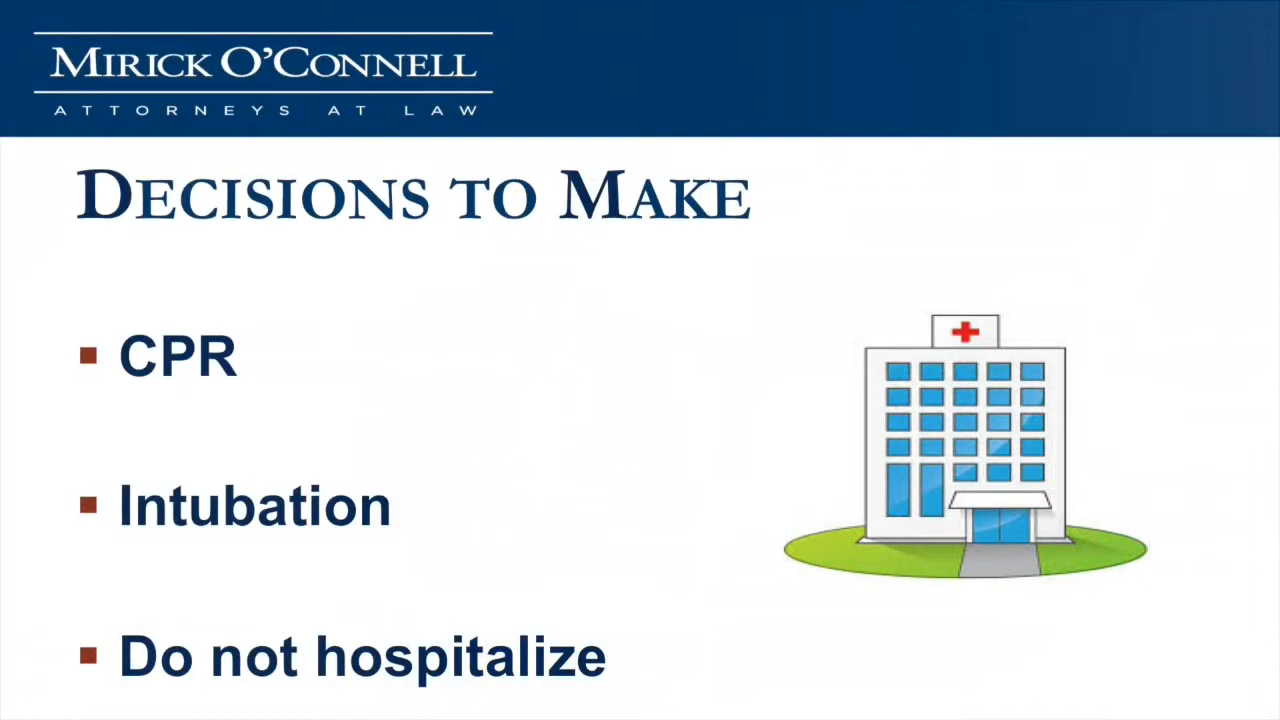 MIRICK O'CONNELL
ATTORNEYS AT LAW
DECISIONS TO MAKE
CPR
Intubation
Do not hospitalize